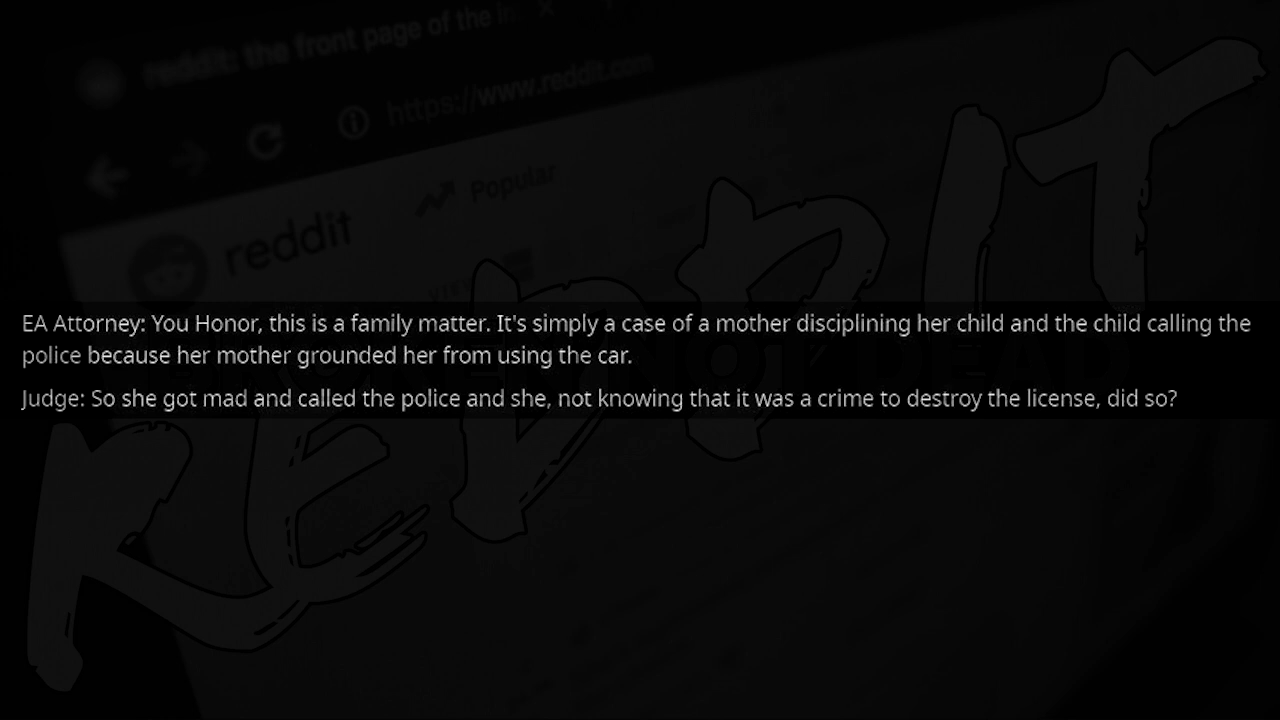 reddit: the front page of the in
https://www.reddit.com
Popular
reddit
REDDIT
EA Attorney: You Honor, this is a family matter. It's simply a case of a mother disciplining her child and the child calling the
police because her mother grounded her from using the car.
Judge: So she got mad and called the police and she, not knowing that it was a crime to destroy the license, did so?